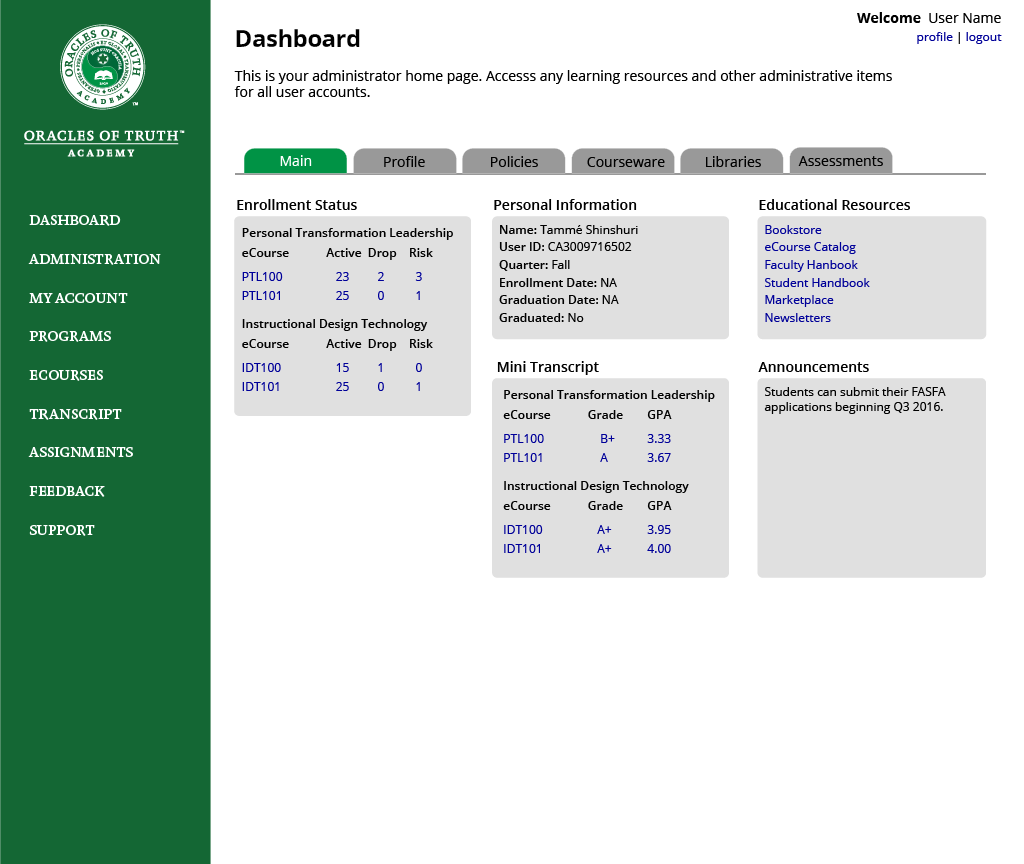 ORACLES OF TRUTH
ACADEMY
™
ORACLES OF TRUTH™
ACADEMY
DASHBOARD
ADMINISTRATION
MY ACCOUNT
PROGRAMS
ECOURSES
TRANSCRIPT
ASSIGNMENTS
FEEDBACK
SUPPORT
Welcome User Name
profile | logout
Dashboard
This is your administrator home page. Accesss any learning resources and other administrative items
for all user accounts.
Main Profile Policies Courseware Libraries Assessments
Enrollment Status
Personal Transformation Leadership
eCourse Active Drop Risk
PTL100 23 2 3
PTL101 25 0 1
Instructional Design Technology
eCourse Active Drop Risk
IDT100 15 1 0
IDT101 25 0 1
Personal Information
Name: Tammé Shinshuri
User ID: CA3009716502
Quarter: Fall
Enrollment Date: NA
Graduation Date: NA
Graduated: No
Mini Transcript
Personal Transformation Leadership
eCourse Grade GPA
PTL100 B+ 3.33
PTL101 A 3.67
Instructional Design Technology
eCourse Grade GPA
IDT100 A+ 3.95
IDT101 A+ 4.00
Educational Resources
Bookstore
eCourse Catalog
Faculty Hanbook
Student Handbook
Marketplace
Newsletters
Announcements
Students can submit their FASFA
applications beginning Q3 2016.